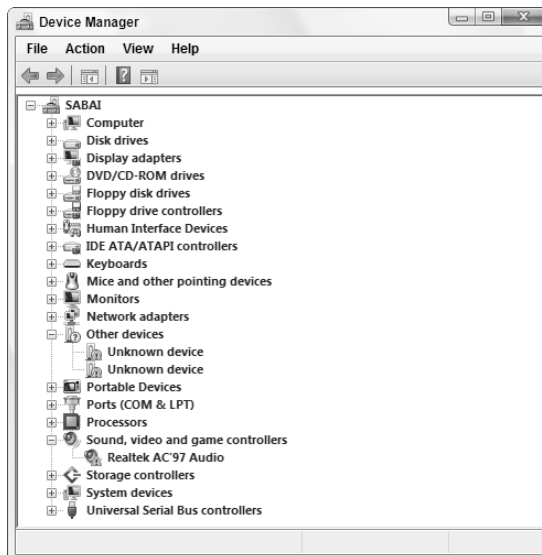 Device Manager
File Action View Help
SABAI
Computer
Disk drives
Display adapters
DVD/CD-ROM drives
Floppy disk drives
Floppy drive controllers
Human Interface Devices
IDE ATA/ATAPI controllers
Keyboards
Mice and other pointing devices
Monitors
Network adapters
Other devices
Unknown device
Unknown device
Portable Devices
Ports (COM & LPT)
Processors
Sound, video and game controllers
Realtek AC'97 Audio
Storage controllers
System devices
Universal Serial Bus controllers